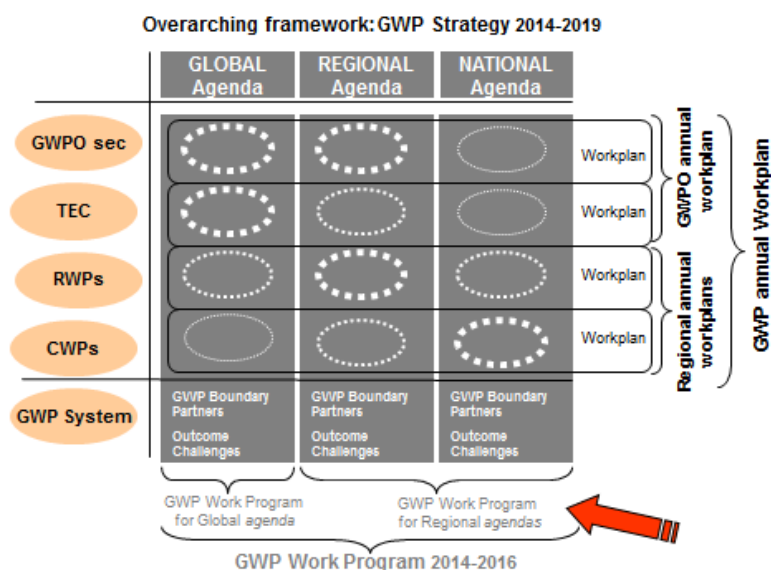 Overarching framework: GWP Strategy 2014-2019
GLOBAL
Agenda
REGIONAL
Agenda
NATIONAL
Agenda
GWPO sec
Workplan
TEC
Workplan
RWPs
Workplan
CWPs
Workplan
GWPO annual
workplan
Regional annual
workplans
GWP annual Workplan
GWP System
GWP Boundary
Partners
Outcome
Challenges
GWP Boundary
Partners
Outcome
Challenges
GWP Boundary
Partners
Outcome
Challenges
GWP Work Program
for Global agenda
GWP Work Program
for Regional agendas
GWP Work Program 2014-2016